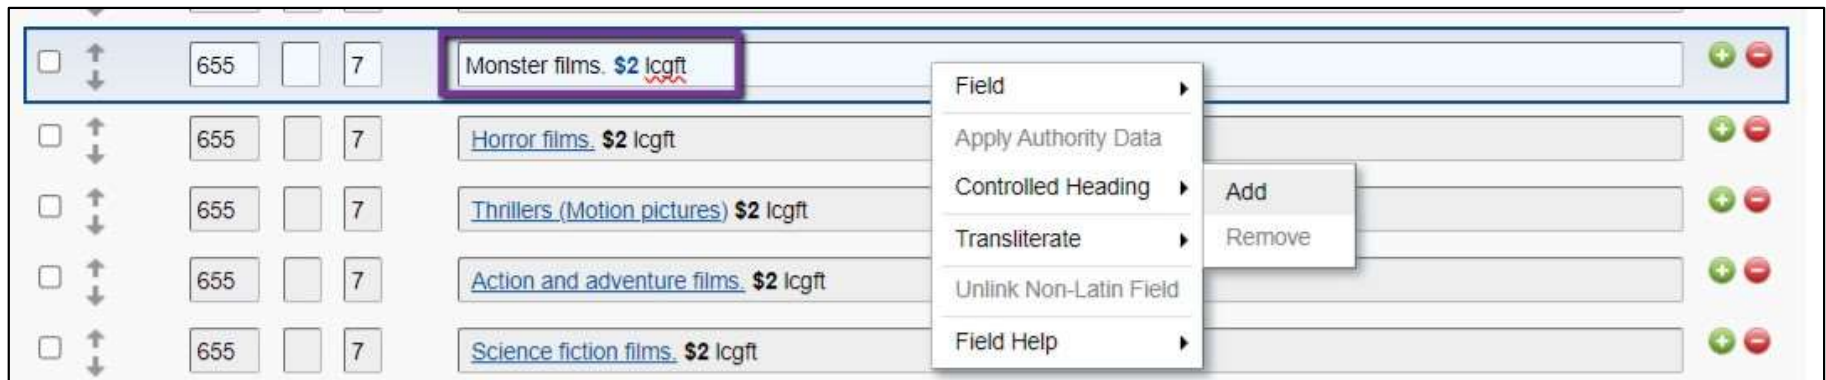 655 7 Monster films. $2 lcgft
Field
655 7 Horror films. $2 lcgft
Apply Authority Data
Controlled Heading
Add
655 7 Thrillers (Motion pictures) $2 lcgft
Transliterate
Remove
655 7 Action and adventure films. $2 lcgft
Unlink Non-Latin Field
655 7 Science fiction films. $2 lcgft
Field Help